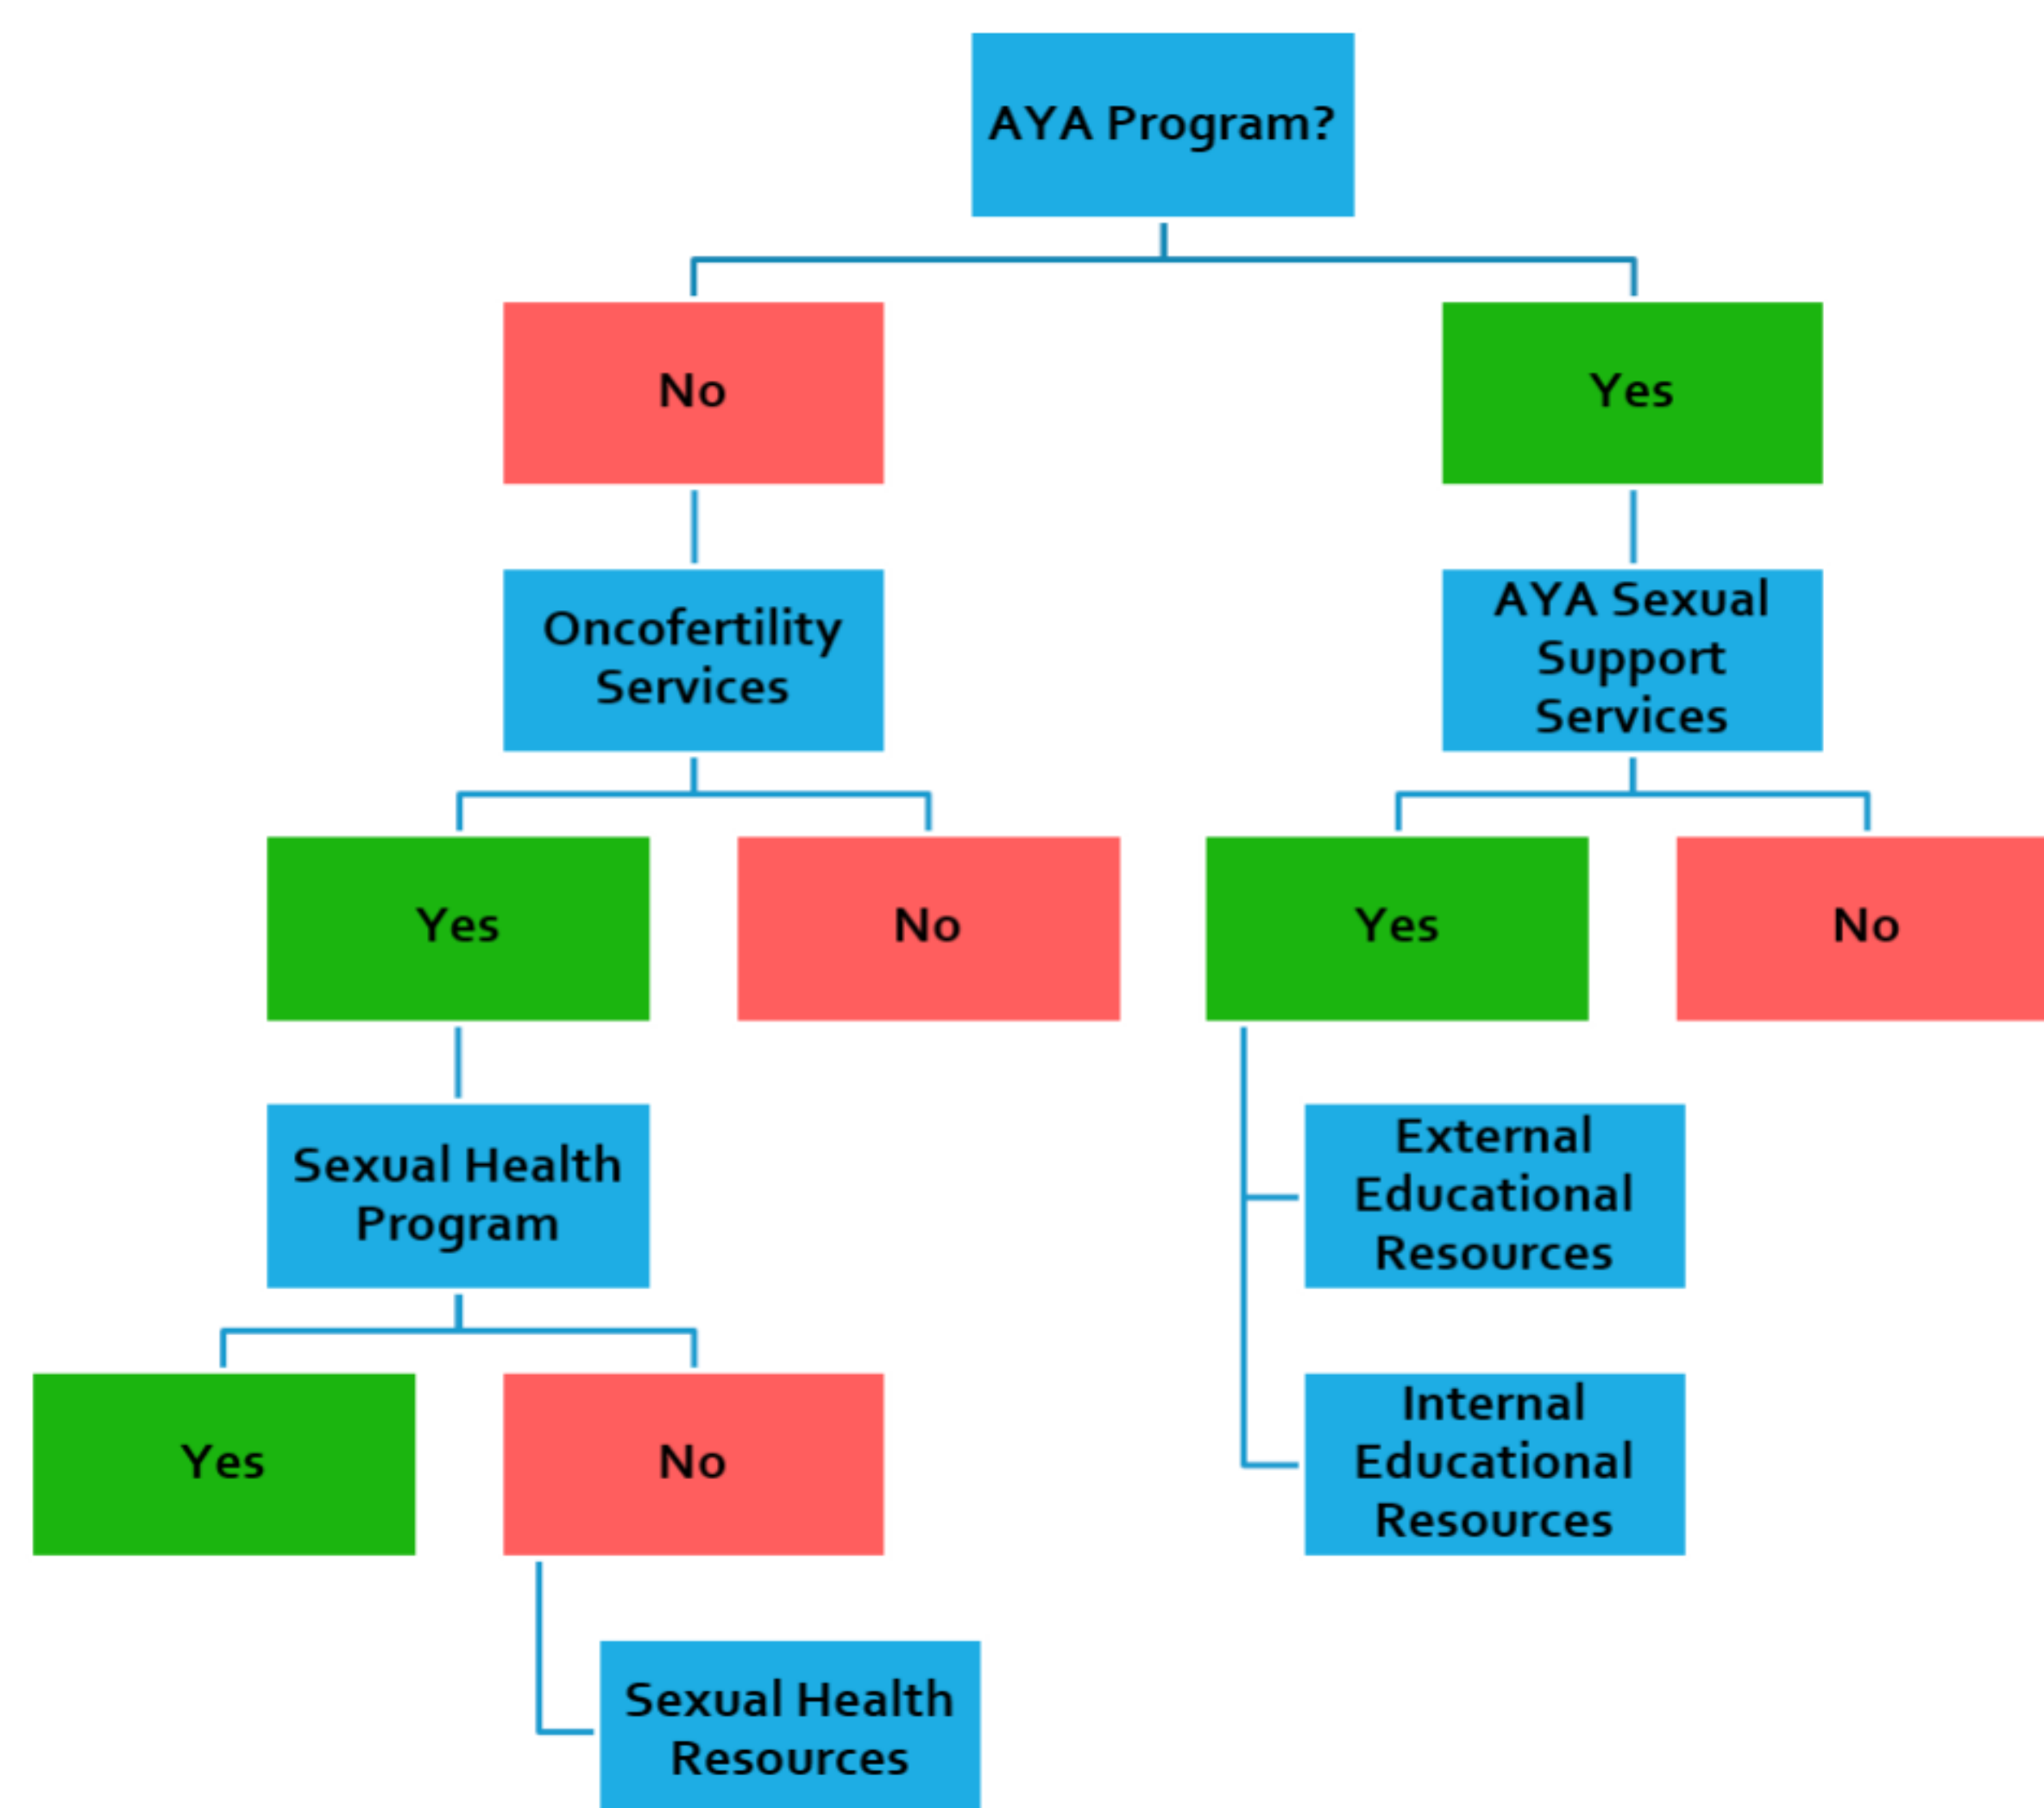 AYA Program?
No
Yes
Oncofertility
Services
AYA Sexual
Support
Services
Yes
No
Yes
No
Sexual Health
Program
External
Educational
Resources
Yes
No
Internal
Educational
Resources
Sexual Health
Resources